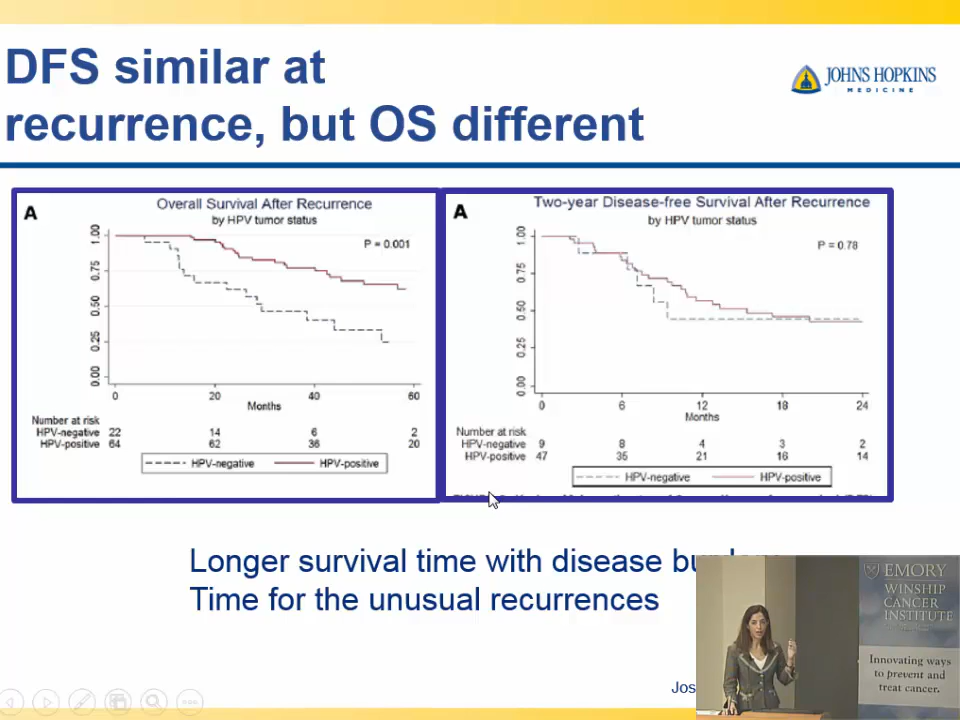 DFS similar at
recurrence, but OS different
JOHNS HOPKINS
MEDICINE
A
Overall Survival After Recurrence
by HPV tumor status
P = 0.001
1.00
0.75
0.50
0.25
0.00
0 20 40 60
Months
Number at risk
HPV-negative 22 14 6 2
HPV-positive 64 62 36 20
HPV-negative HPV-positive
A
Two-year Disease-free Survival After Recurrence
by HPV tumor status
P = 0.78
1.00
0.75
0.50
0.25
0.00
0 6 12 18 24
Months
Number at risk
HPV-negative 9 8 4 3 2
HPV-positive 47 35 21 16 14
HPV-negative HPV-positive
Longer survival time with disease
Time for the unusual recurrences
Jos
EMORY
WINSHIP
CANCER
INSTITUTE
Innovating ways
to prevent and
treat cancer.